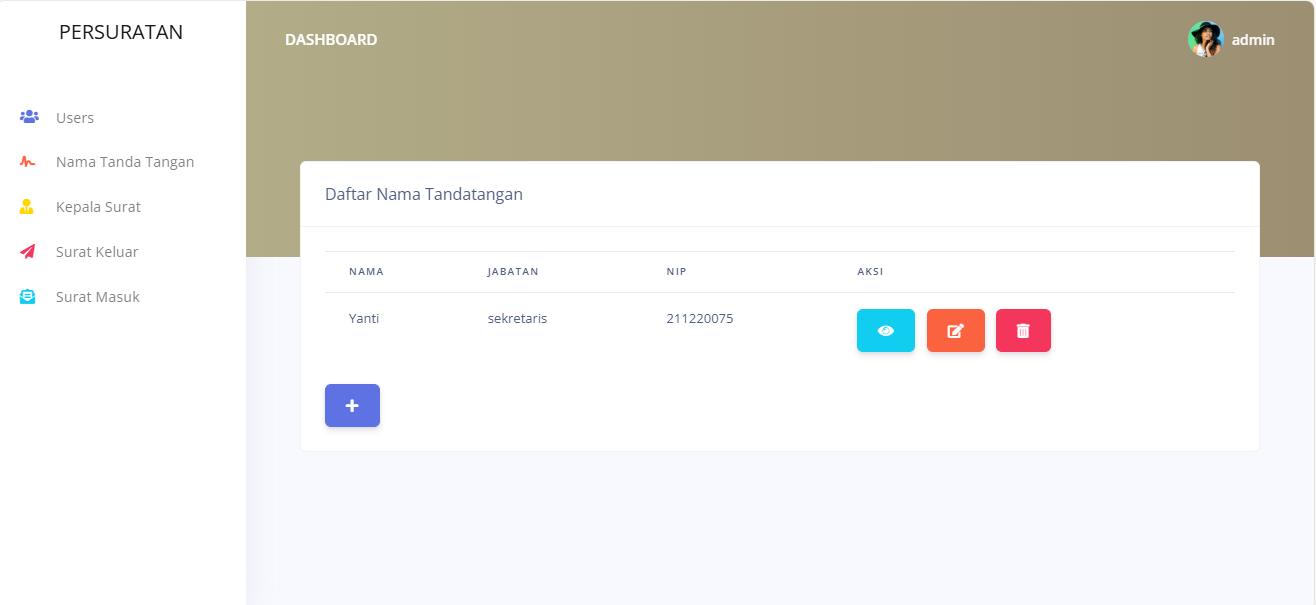 PERSURATAN
DASHBOARD
admin
Users
Nama Tanda Tangan
Kepala Surat
Surat Keluar
Surat Masuk
Daftar Nama Tandatangan
NAMA JABATAN NIP AKSI
Yanti sekretaris 211220075